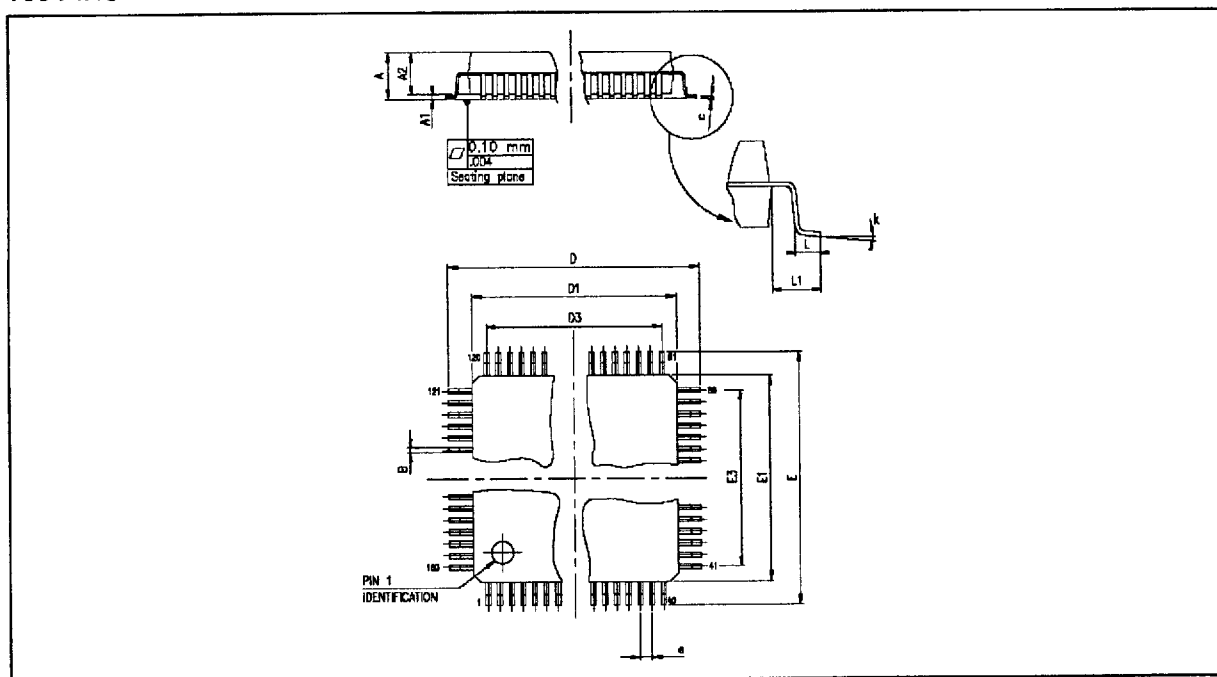 A
A2
A1
c
0.10 mm
.004
Seating plane
k
L
L1
D
D1
D3
120
81
121
B
E3
E1
E
160
41
PIN 1
IDENTIFICATION
1
40
e